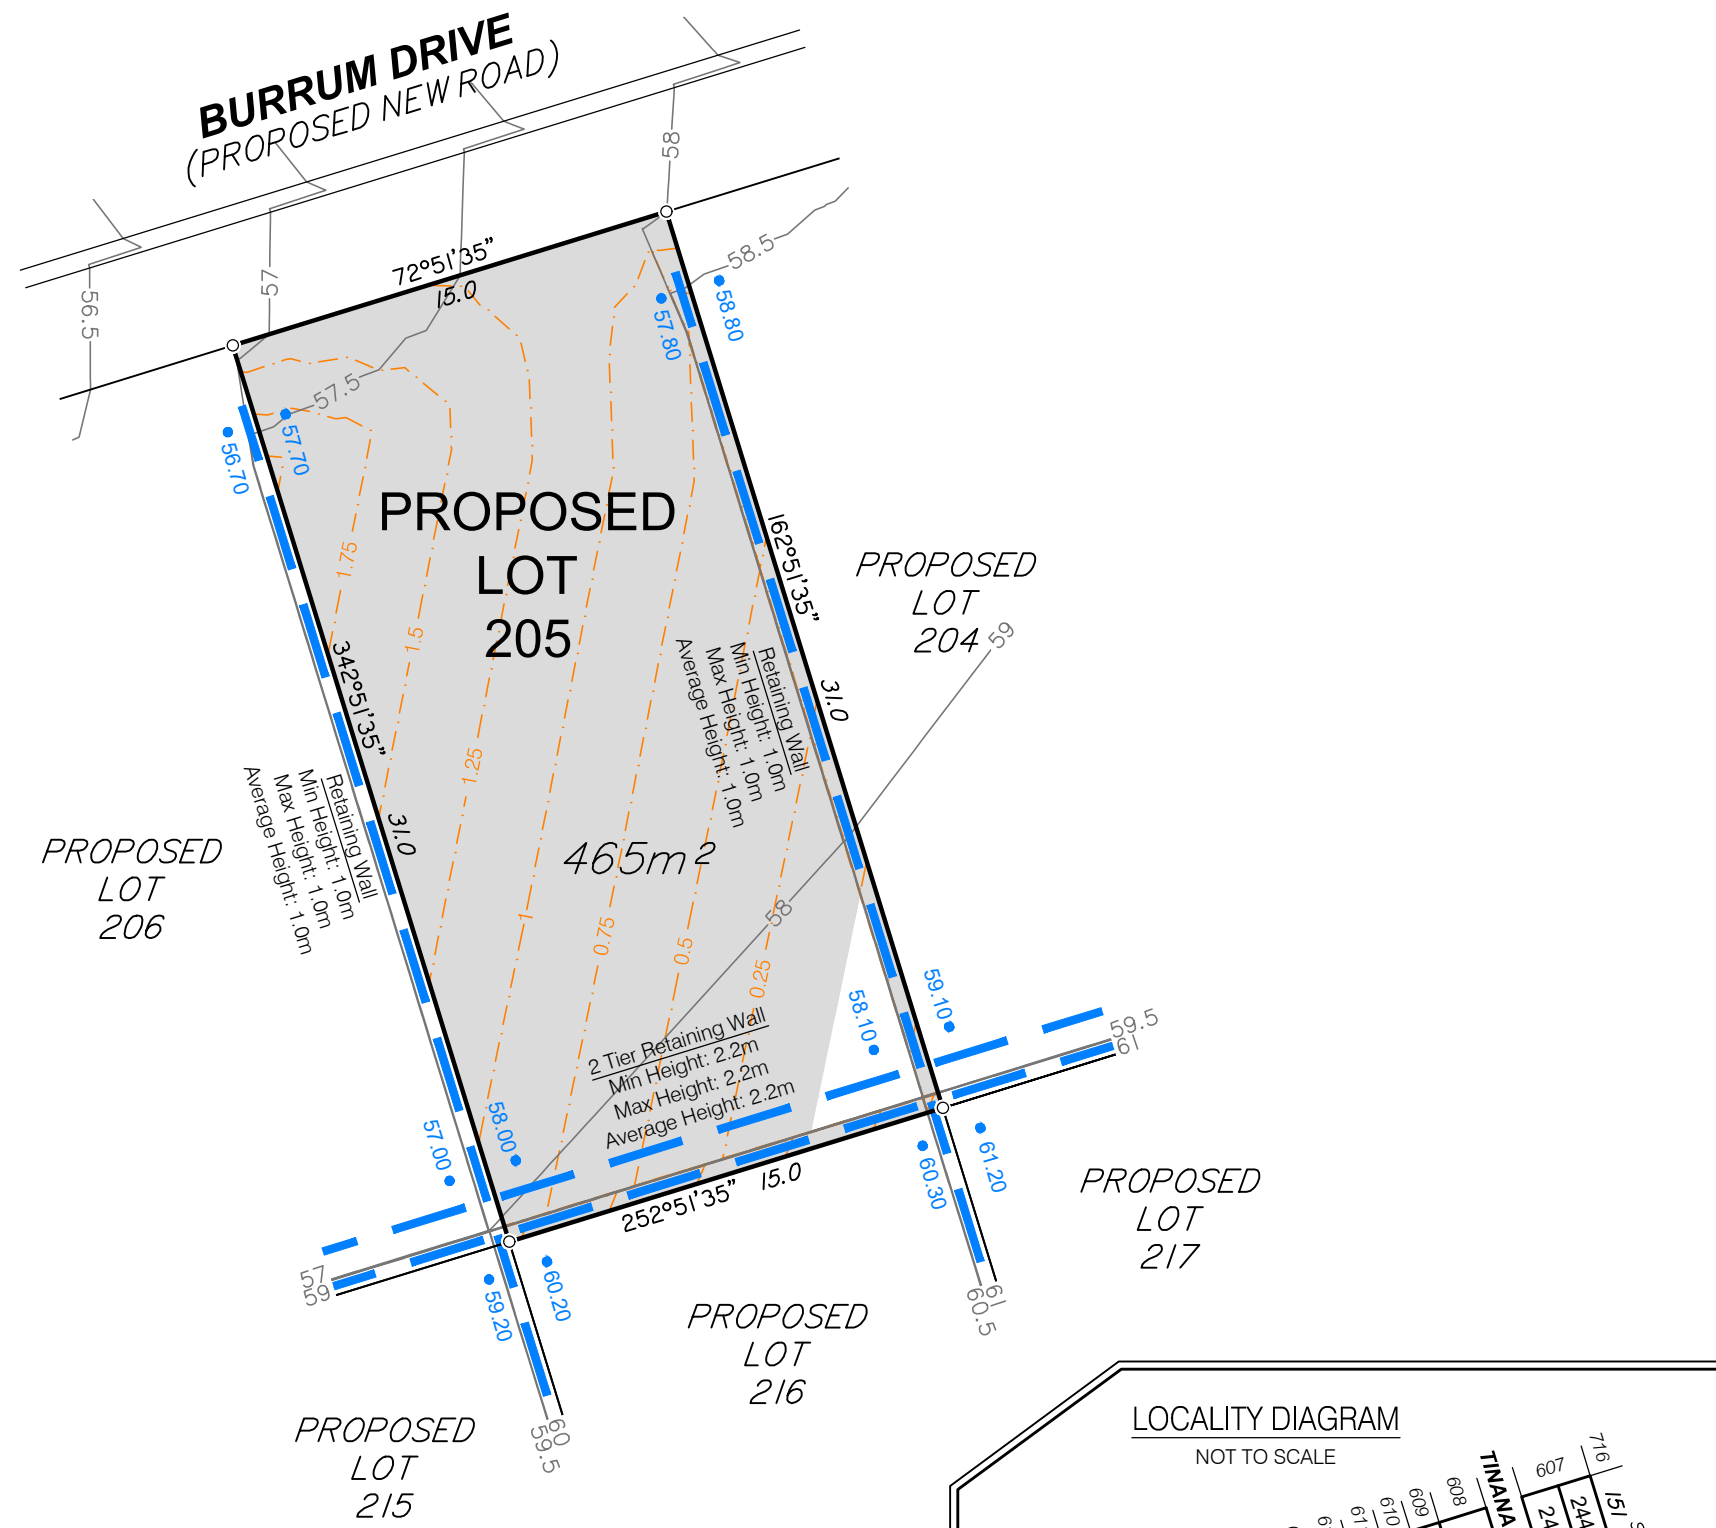 BURRUM DRIVE
(PROPOSED NEW ROAD)
58
58.5
57
56.5
72°51'35"
15.0
58.80
57.80
57.5
57.70
56.70
PROPOSED
LOT
205
162°51'35"
31.0
PROPOSED
LOT
204
59
1.75
1.5
1.25
1
0.75
0.5
0.25
342°51'35"
31.0
Retaining Wall
Min Height: 1.0m
Max Height: 1.0m
Average Height: 1.0m
Retaining Wall
Min Height: 1.0m
Max Height: 1.0m
Average Height: 1.0m
PROPOSED
LOT
206
465m²
58
59.10
58.10
2 Tier Retaining Wall
Min Height: 2.2m
Max Height: 2.2m
Average Height: 2.2m
59.5
61
58.00
57.00
252°51'35"
15.0
60.30
61.20
PROPOSED
LOT
217
57
59
59.20
60.20
61
60.5
PROPOSED
LOT
216
60
59.5
PROPOSED
LOT
215
LOCALITY DIAGRAM
NOT TO SCALE
TINANA
607
716
608
609
610
244
151